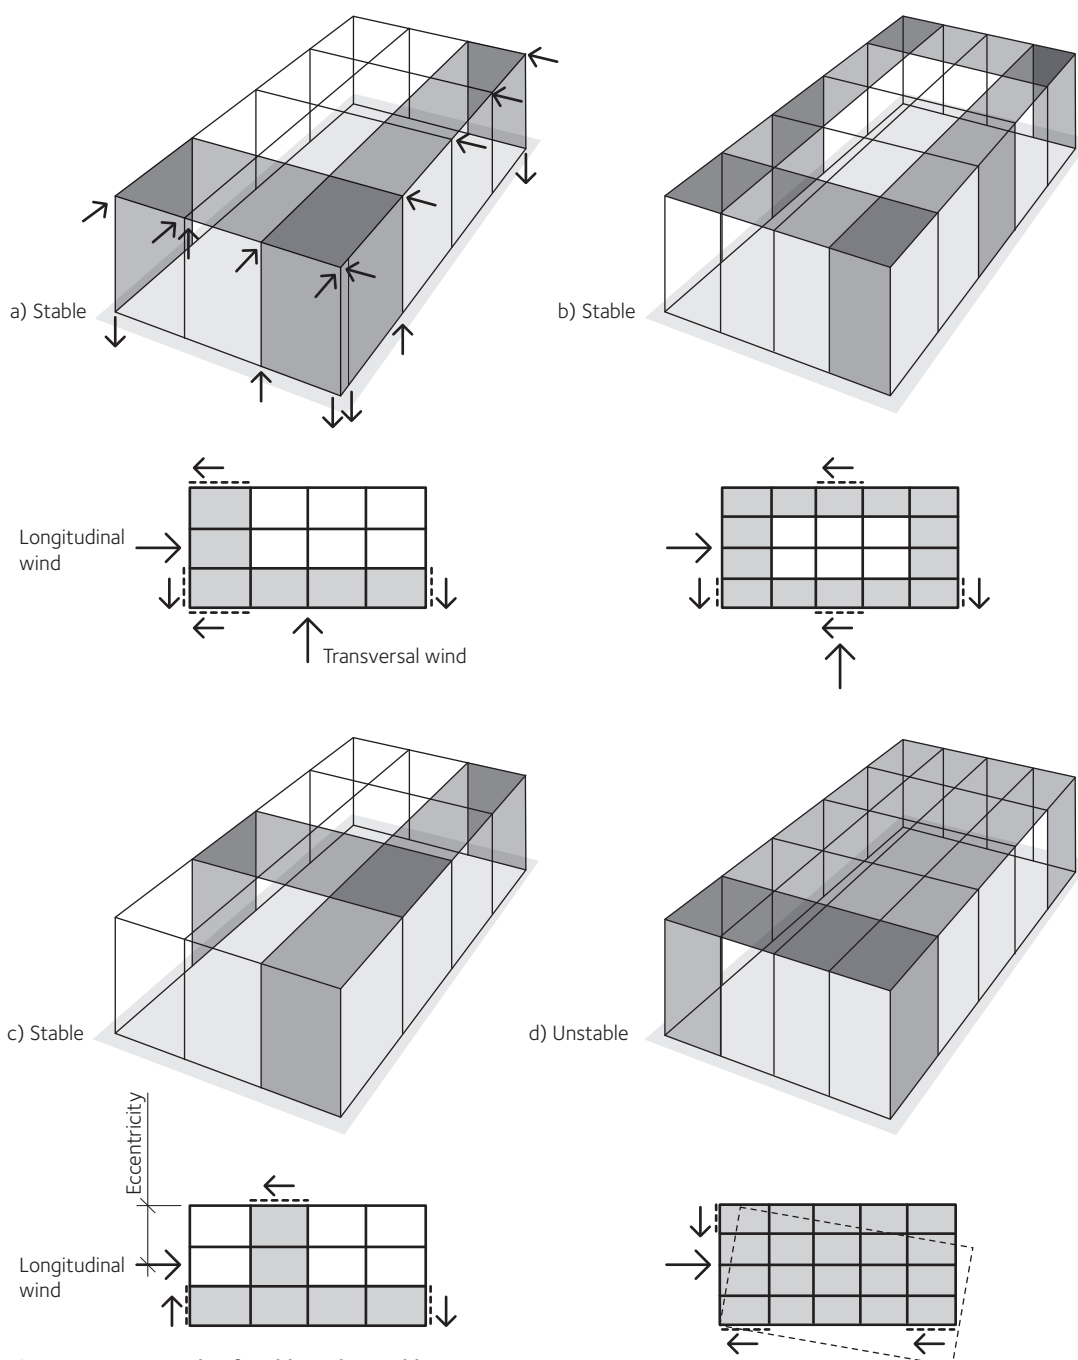 a) Stable
b) Stable
Longitudinal
wind
Transversal wind
c) Stable
d) Unstable
Eccentricity
Longitudinal
wind